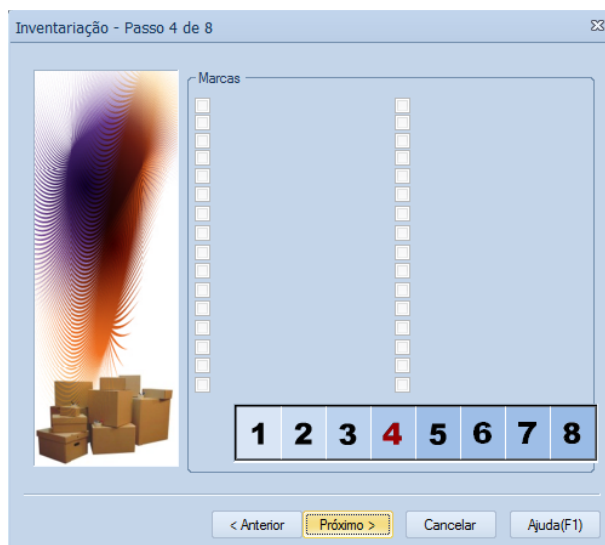 Inventariação - Passo 4 de 8
Marcas
1 2 3 4 5 6 7 8
< Anterior Próximo > Cancelar Ajuda(F1)